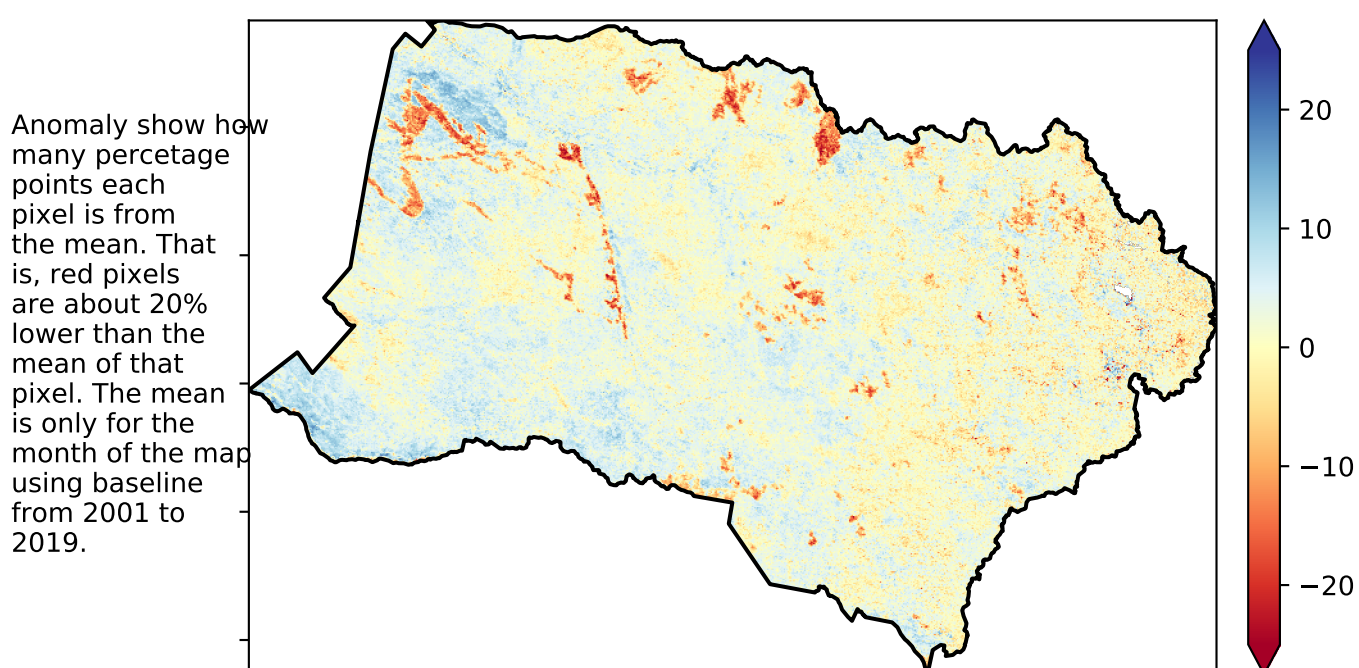 Anomaly show how
many percetage
points each
pixel is from
the mean. That
is, red pixels
are about 20%
lower than the
mean of that
pixel. The mean
is only for the
month of the map
using baseline
from 2001 to
2019.
20
10
0
−10
−20